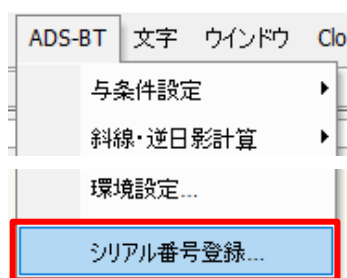 ADS-BT 文字 ウインドウ Clo
与条件設定
斜線・逆日影計算
環境設定...
シリアル番号登録...